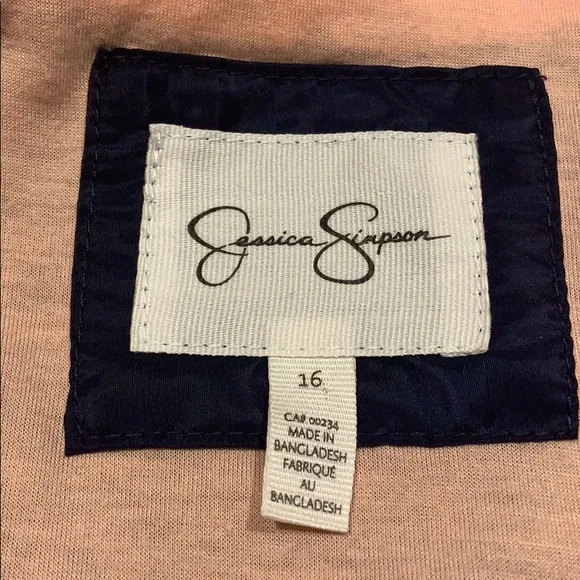 Jessica Simpson
16
CA# 00234
MADE IN
BANGLADESH
FABRIQUÉ
AU
BANGLADESH